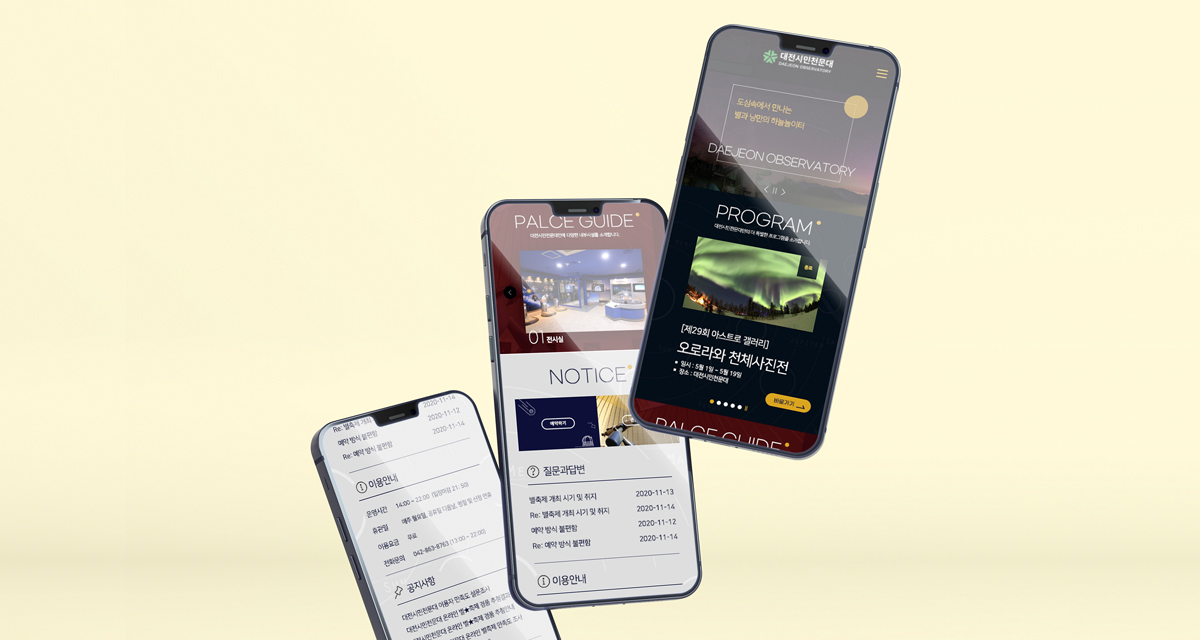 대전시민천문대
DAEJEON OBSERVATORY
도심속에서 만나는
별과 낭만의 하늘놀이터
DAEJEON OBSERVATORY
PROGRAM
대전시민천문대만의 더 특별한 프로그램을 소개합니다.
종료
[제29회 아스트로 갤러리]
오로라와 천체사진전
일시 : 5월 1일 ~ 5월 19일
장소 : 대전시민천문대
바로가기
PALCE GUIDE
PALCE GUIDE
대전시민천문대만에 다양한 내부시설를 소개합니다.
01 전시실
NOTICE
예약하기
질문과답변
별축제 개최 시기 및 취지 2020-11-13
Re: 별축제 개최 시기 및 취지 2020-11-14
예약 방식 불편함 2020-11-12
Re: 예약 방식 불편함 2020-11-14
이용안내
Re: 별축제 개최 2020-11-14
예약 방식 불편함 2020-11-12
Re: 예약 방식 불편함 2020-11-14
이용안내
운영시간 14:00 ~ 22:00 (입장마감 21: 50)
휴관일 매주 월요일, 공휴일 다음날, 명절 및 신정 연휴
이용요금 무료
전화문의 042-863-8763 (13:00 ~ 22:00)
공지사항
대전시민천문대 이용자 만족도 설문조사
대전시민천문대 온라인 별★축제 경품 추첨결과
대전시민천문대 온라인 별★축제 경품 추첨안내
대전시민천문대 온라인 별축제 만족도 조사